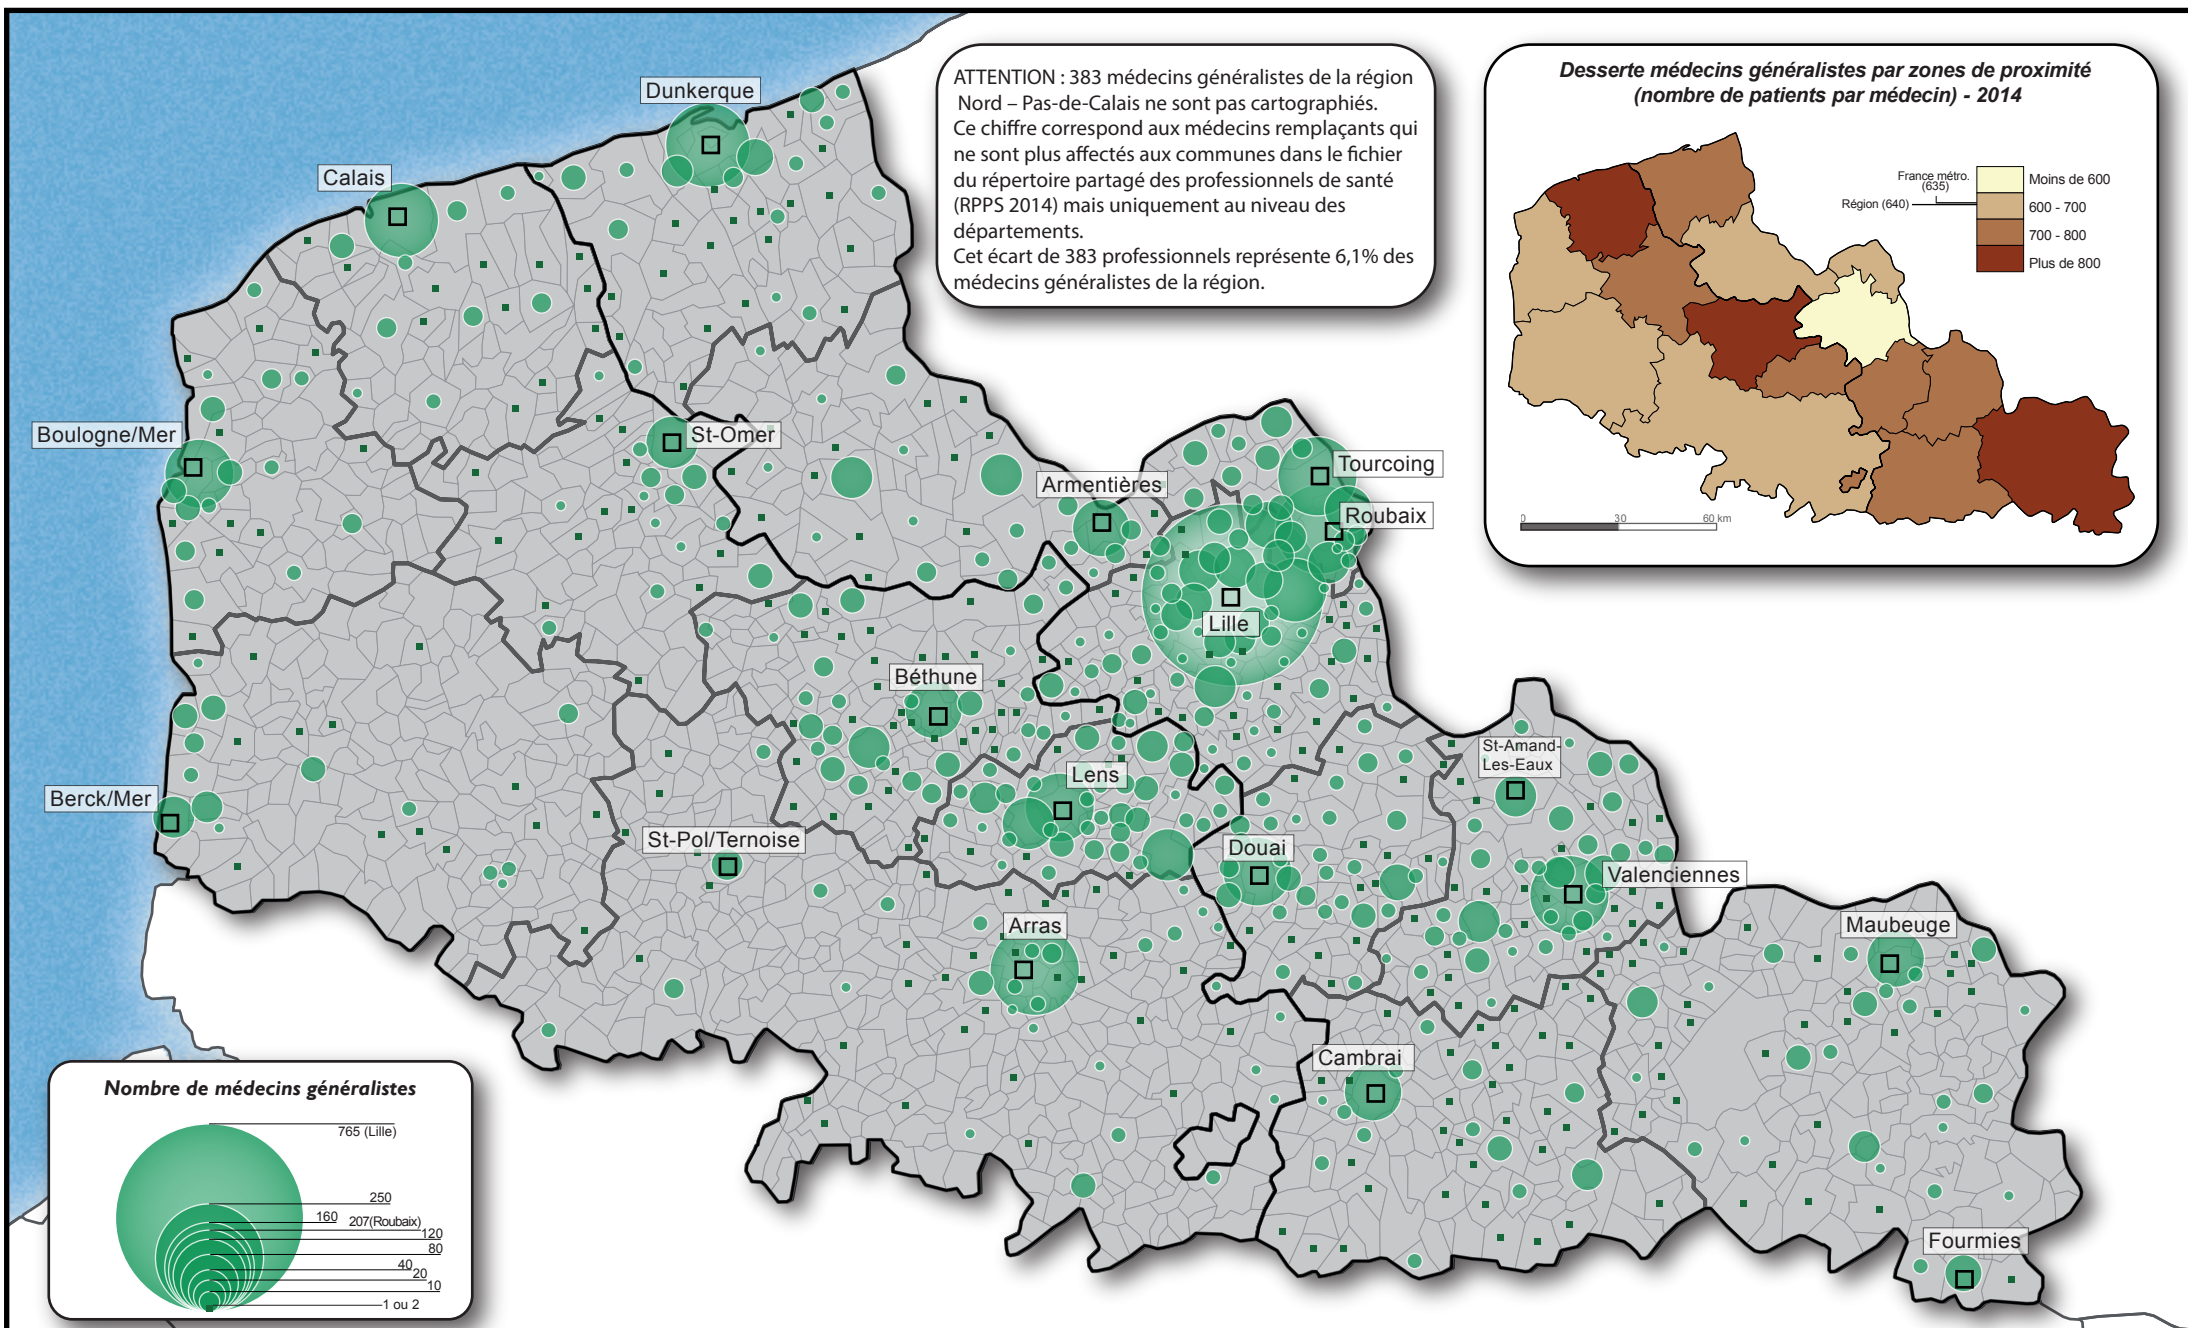 ATTENTION : 383 médecins généralistes de la région
Nord – Pas-de-Calais ne sont pas cartographiés.
Ce chiffre correspond aux médecins remplaçants qui
ne sont plus affectés aux communes dans le fichier
du répertoire partagé des professionnels de santé
(RPPS 2014) mais uniquement au niveau des
départements.
Cet écart de 383 professionnels représente 6,1% des
médecins généralistes de la région.
Desserte médecins généralistes par zones de proximité
(nombre de patients par médecin) - 2014
France métro.
(635)
Région (640)
Moins de 600
600 - 700
700 - 800
Plus de 800
0 30 60 km
Dunkerque
Calais
Boulogne/Mer
St-Omer
Armentières
Tourcoing
Roubaix
Lille
Béthune
Berck/Mer
Lens
St-Amand-
Les-Eaux
St-Pol/Ternoise
Douai
Valenciennes
Arras
Maubeuge
Cambrai
Fourmies
Nombre de médecins généralistes
765 (Lille)
250
160
207(Roubaix)
120
80
40
20
10
1 ou 2